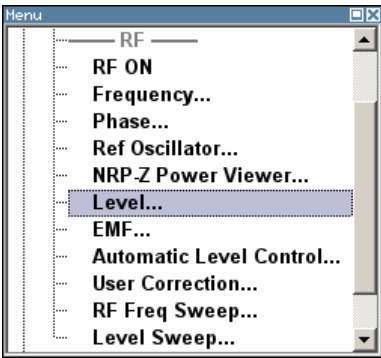 Menu
RF
RF ON
Frequency...
Phase...
Ref Oscillator...
NRP-Z Power Viewer...
Level...
EMF...
Automatic Level Control...
User Correction...
RF Freq Sweep...
Level Sweep...